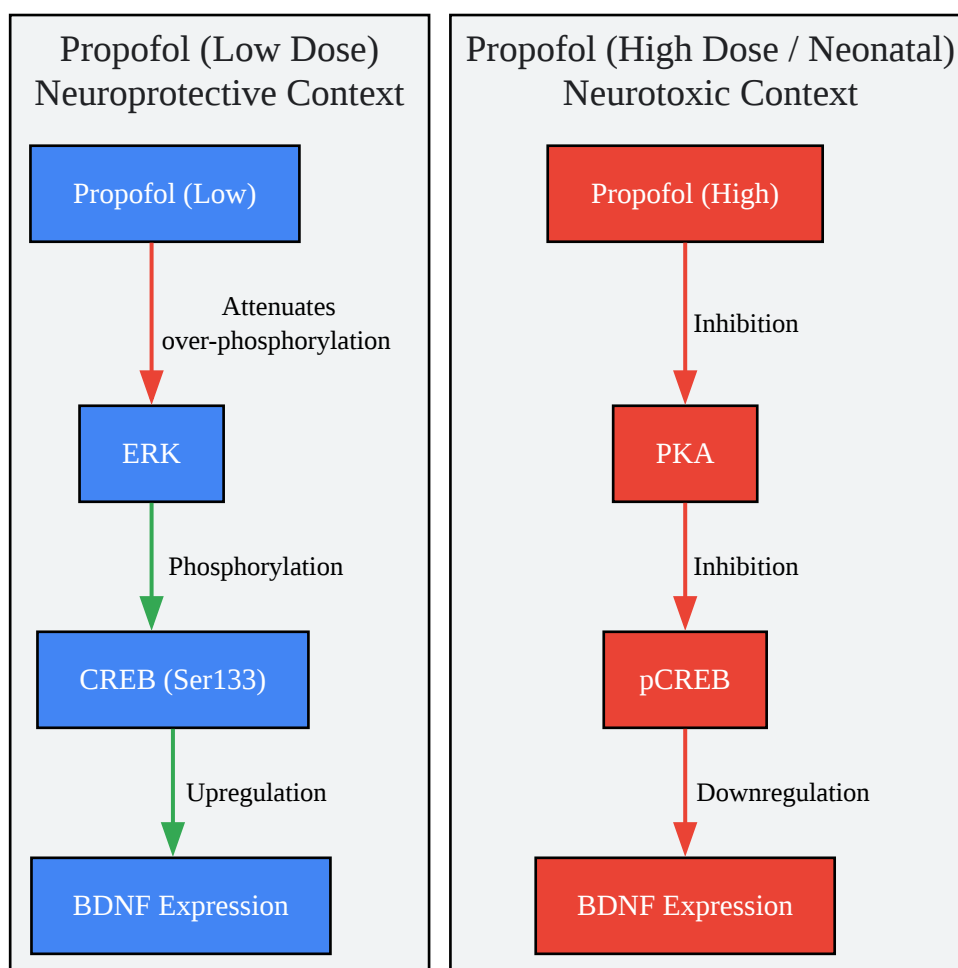 Propofol (Low Dose)
Neuroprotective Context
Propofol (Low)
Attenuates
over-phosphorylation
ERK
Phosphorylation
CREB (Ser133)
Upregulation
BDNF Expression
Propofol (High Dose / Neonatal)
Neurotoxic Context
Propofol (High)
Inhibition
PKA
Inhibition
pCREB
Downregulation
BDNF Expression